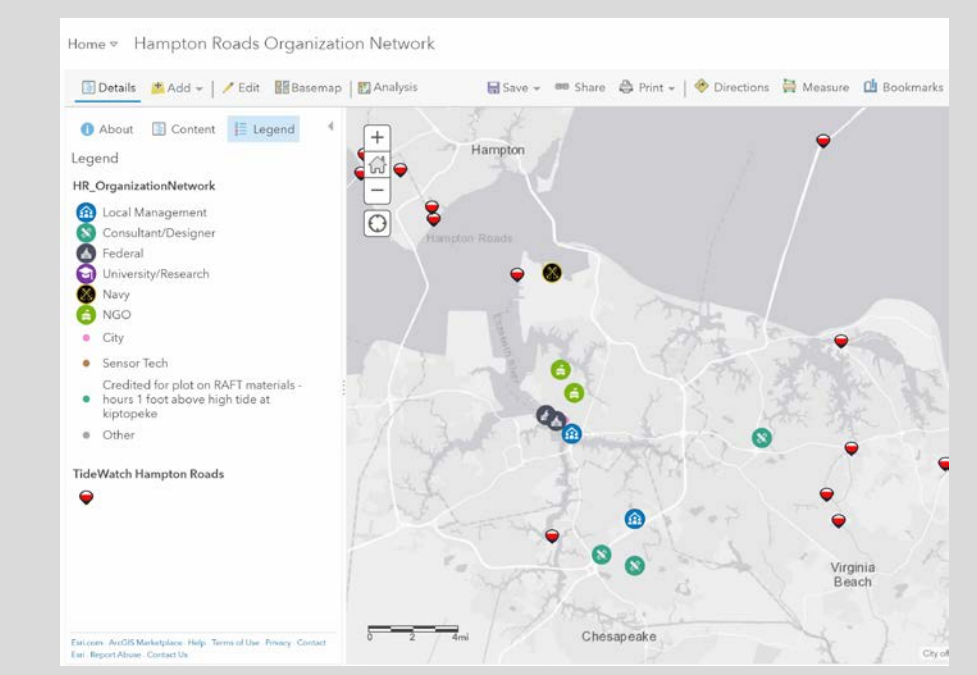 Home Hampton Roads Organization Network
Details Add Edit Basemap Analysis Save Share Print Directions Measure Bookmarks
About Content Legend
Legend
HR_OrganizationNetwork
Local Management
Consultant/Designer
Federal
University/Research
Navy
NGO
City
Sensor Tech
Credited for plot on RAFT materials -
hours 1 foot above high tide at
kiptopeke
Other
TideWatch Hampton Roads
Esri.com ArcGIS Marketplace Help Terms of Use Privacy Contact
Esri Report Abuse Contact Us
+
−
Hampton
Hampton Roads
Elizabeth River
Virginia
Beach
Chesapeake
0 2 4mi
City of